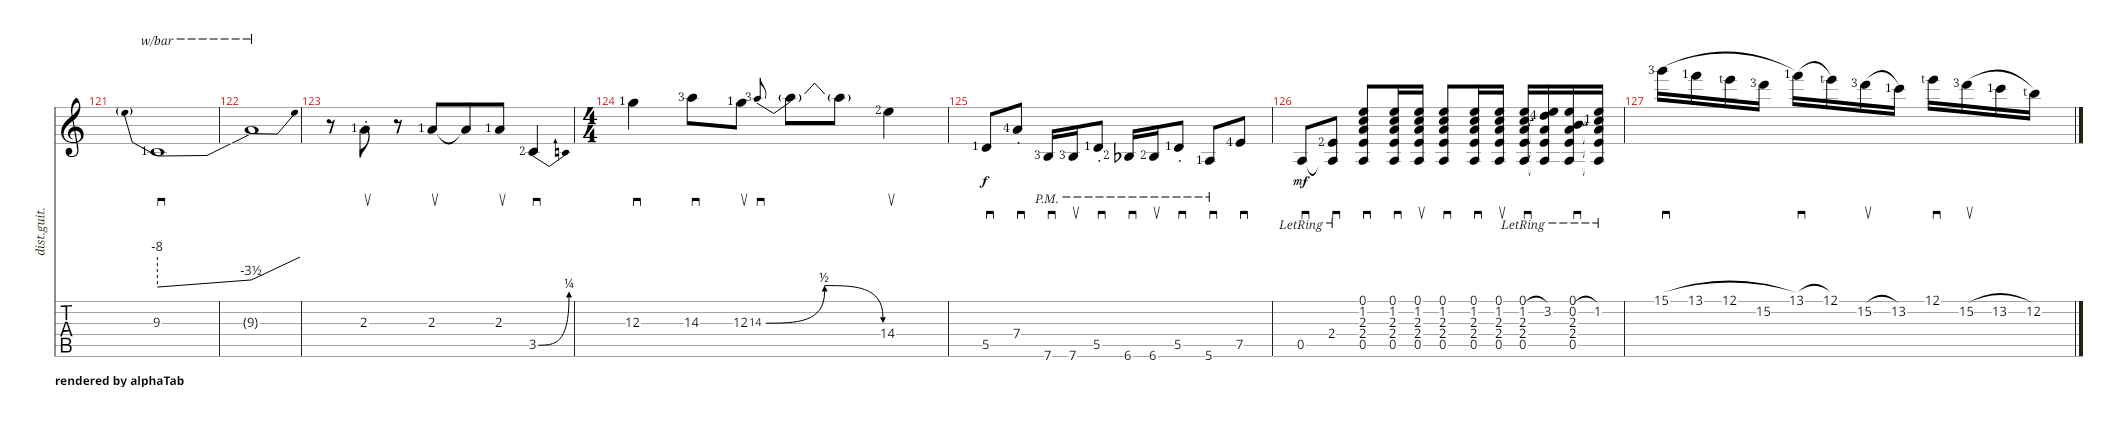 w/bar
121 122 123 124 125 126 127
1 1 1 1 2 1 3 1 3 2 1 4 3 3 1 2 2 1 1 4 2 4 1 3 1 t 3 1 t 3 1 t 3 1 t
4
4
f mf
P.M.
LetRing LetRing
dist.guit.
-8 -3½ ¼ ½
T
A
B
0 0 0 0 0 0 0 0 15 13 12 13 12 12
1 1 1 1 1 1 1 3 0 1 15 15 13 15 13 12
9 (9) 2 2 2 12 14 12 14 2 2 2 2 2 2 2 2
14 7 2 2 2 2 2 2 2 2 2
3 5 5 5 7 0 0 0 0 0 0 0 0 0
7 7 6 6 5
rendered by alphaTab